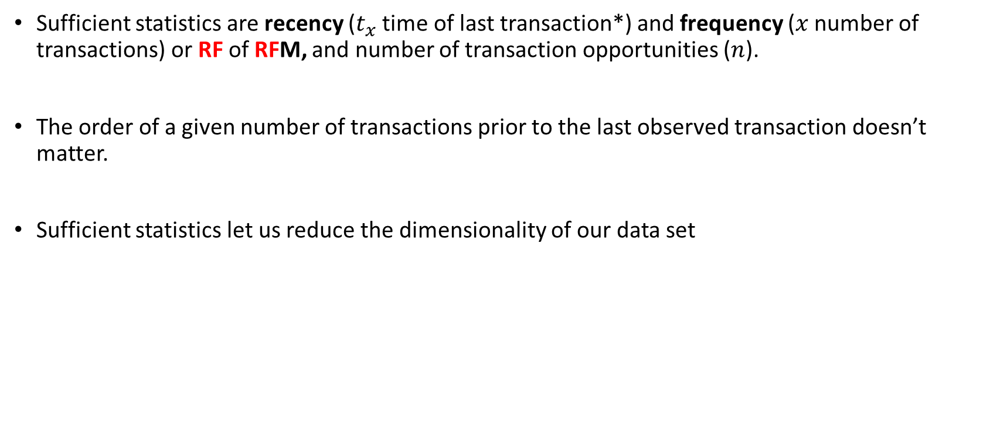 • Sufficient statistics are recency (tₓ time of last transaction*) and frequency (x number of
transactions) or RF of RFM, and number of transaction opportunities (n).
• The order of a given number of transactions prior to the last observed transaction doesn’t
matter.
• Sufficient statistics let us reduce the dimensionality of our data set